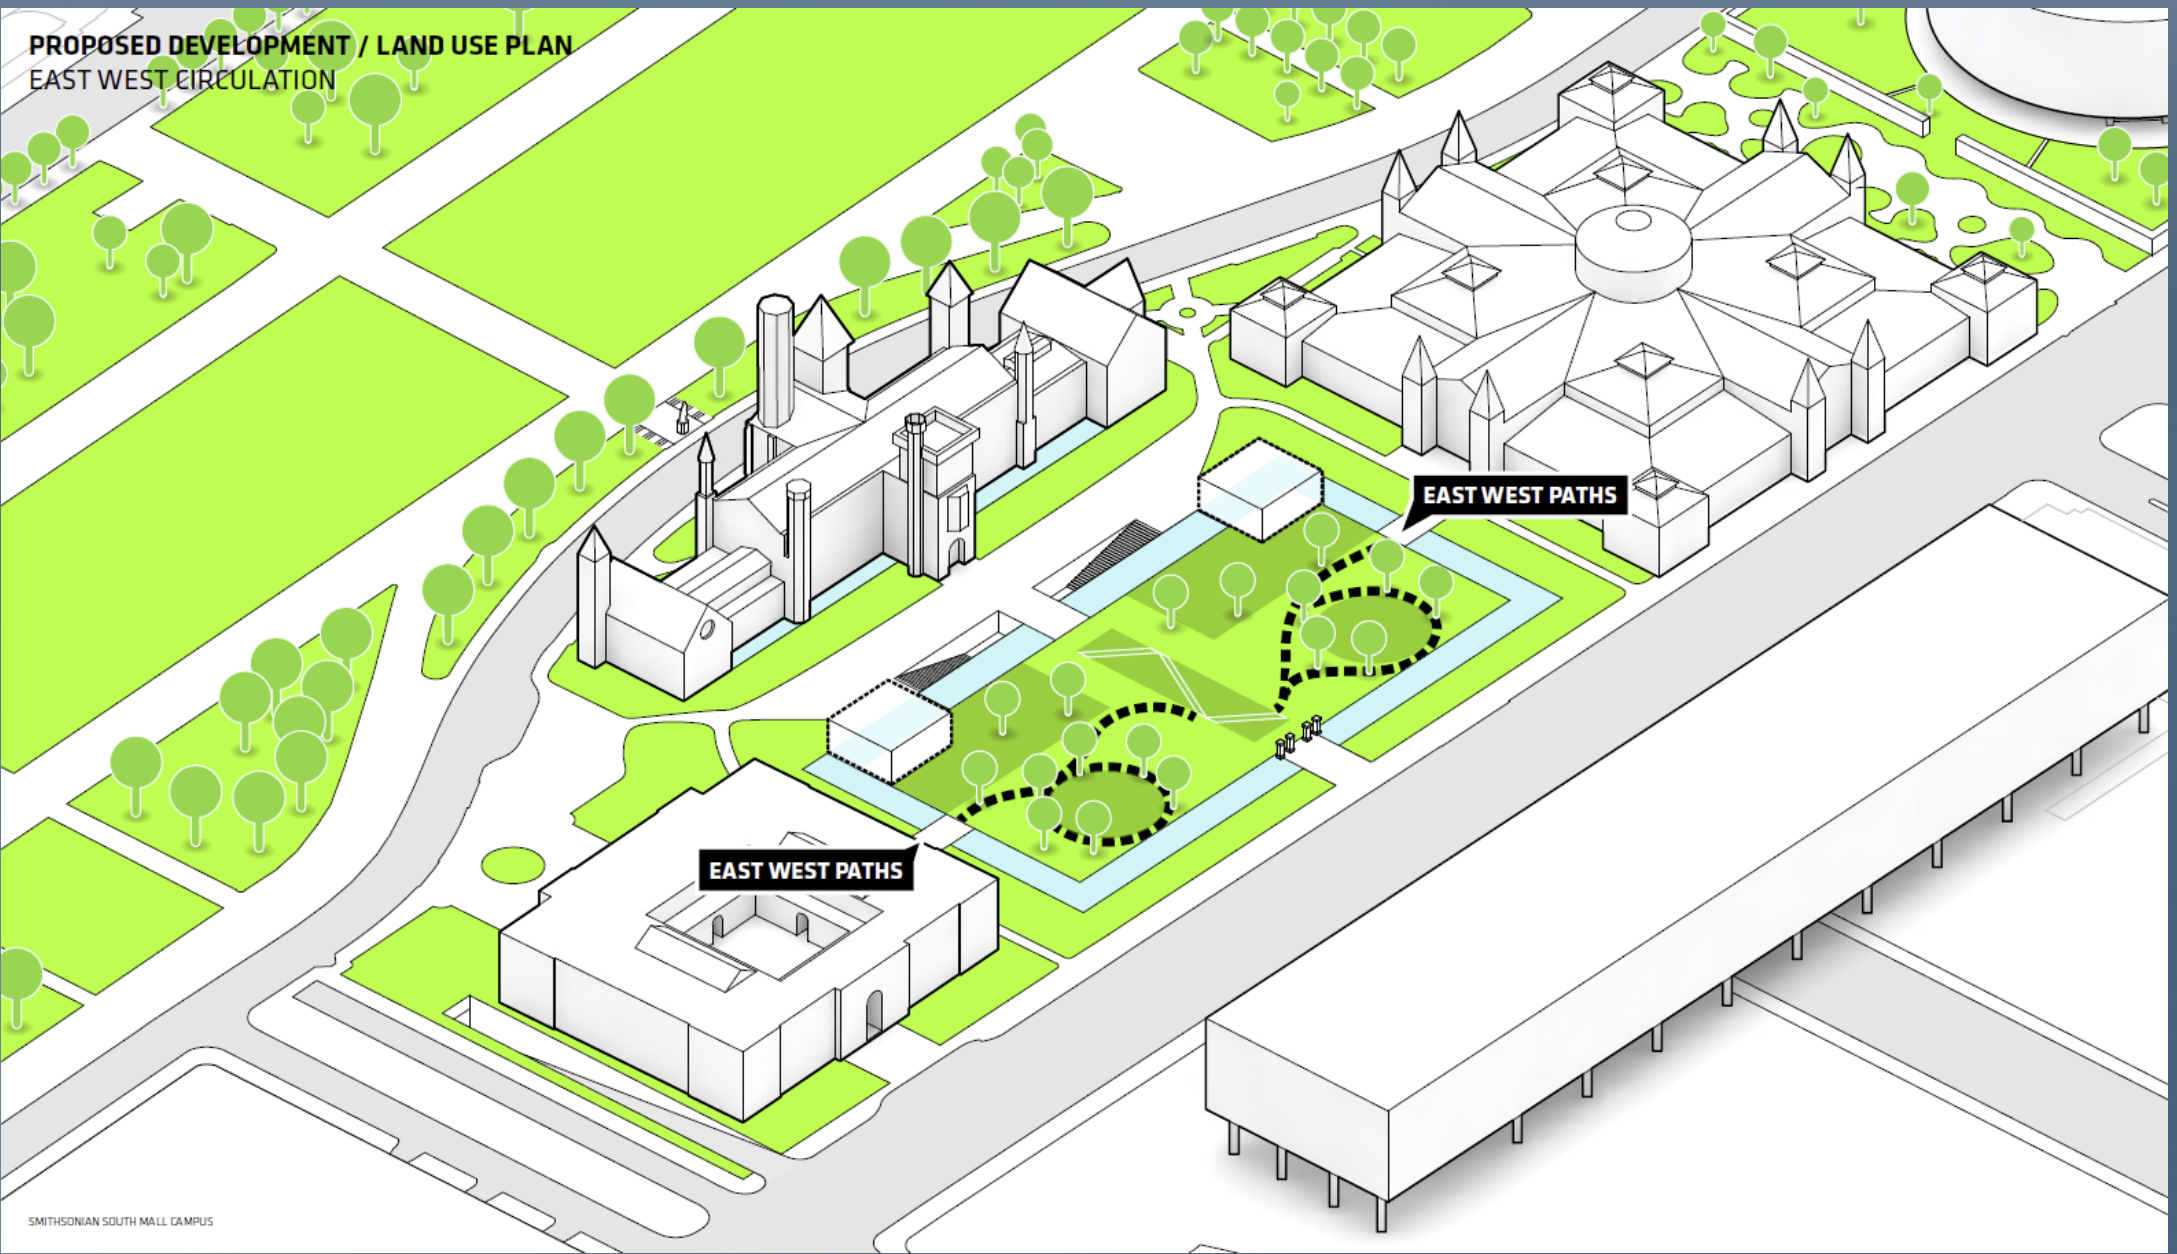 PROPOSED DEVELOPMENT / LAND USE PLAN
EAST WEST CIRCULATION
EAST WEST PATHS
EAST WEST PATHS
SMITHSONIAN SOUTH MALL CAMPUS